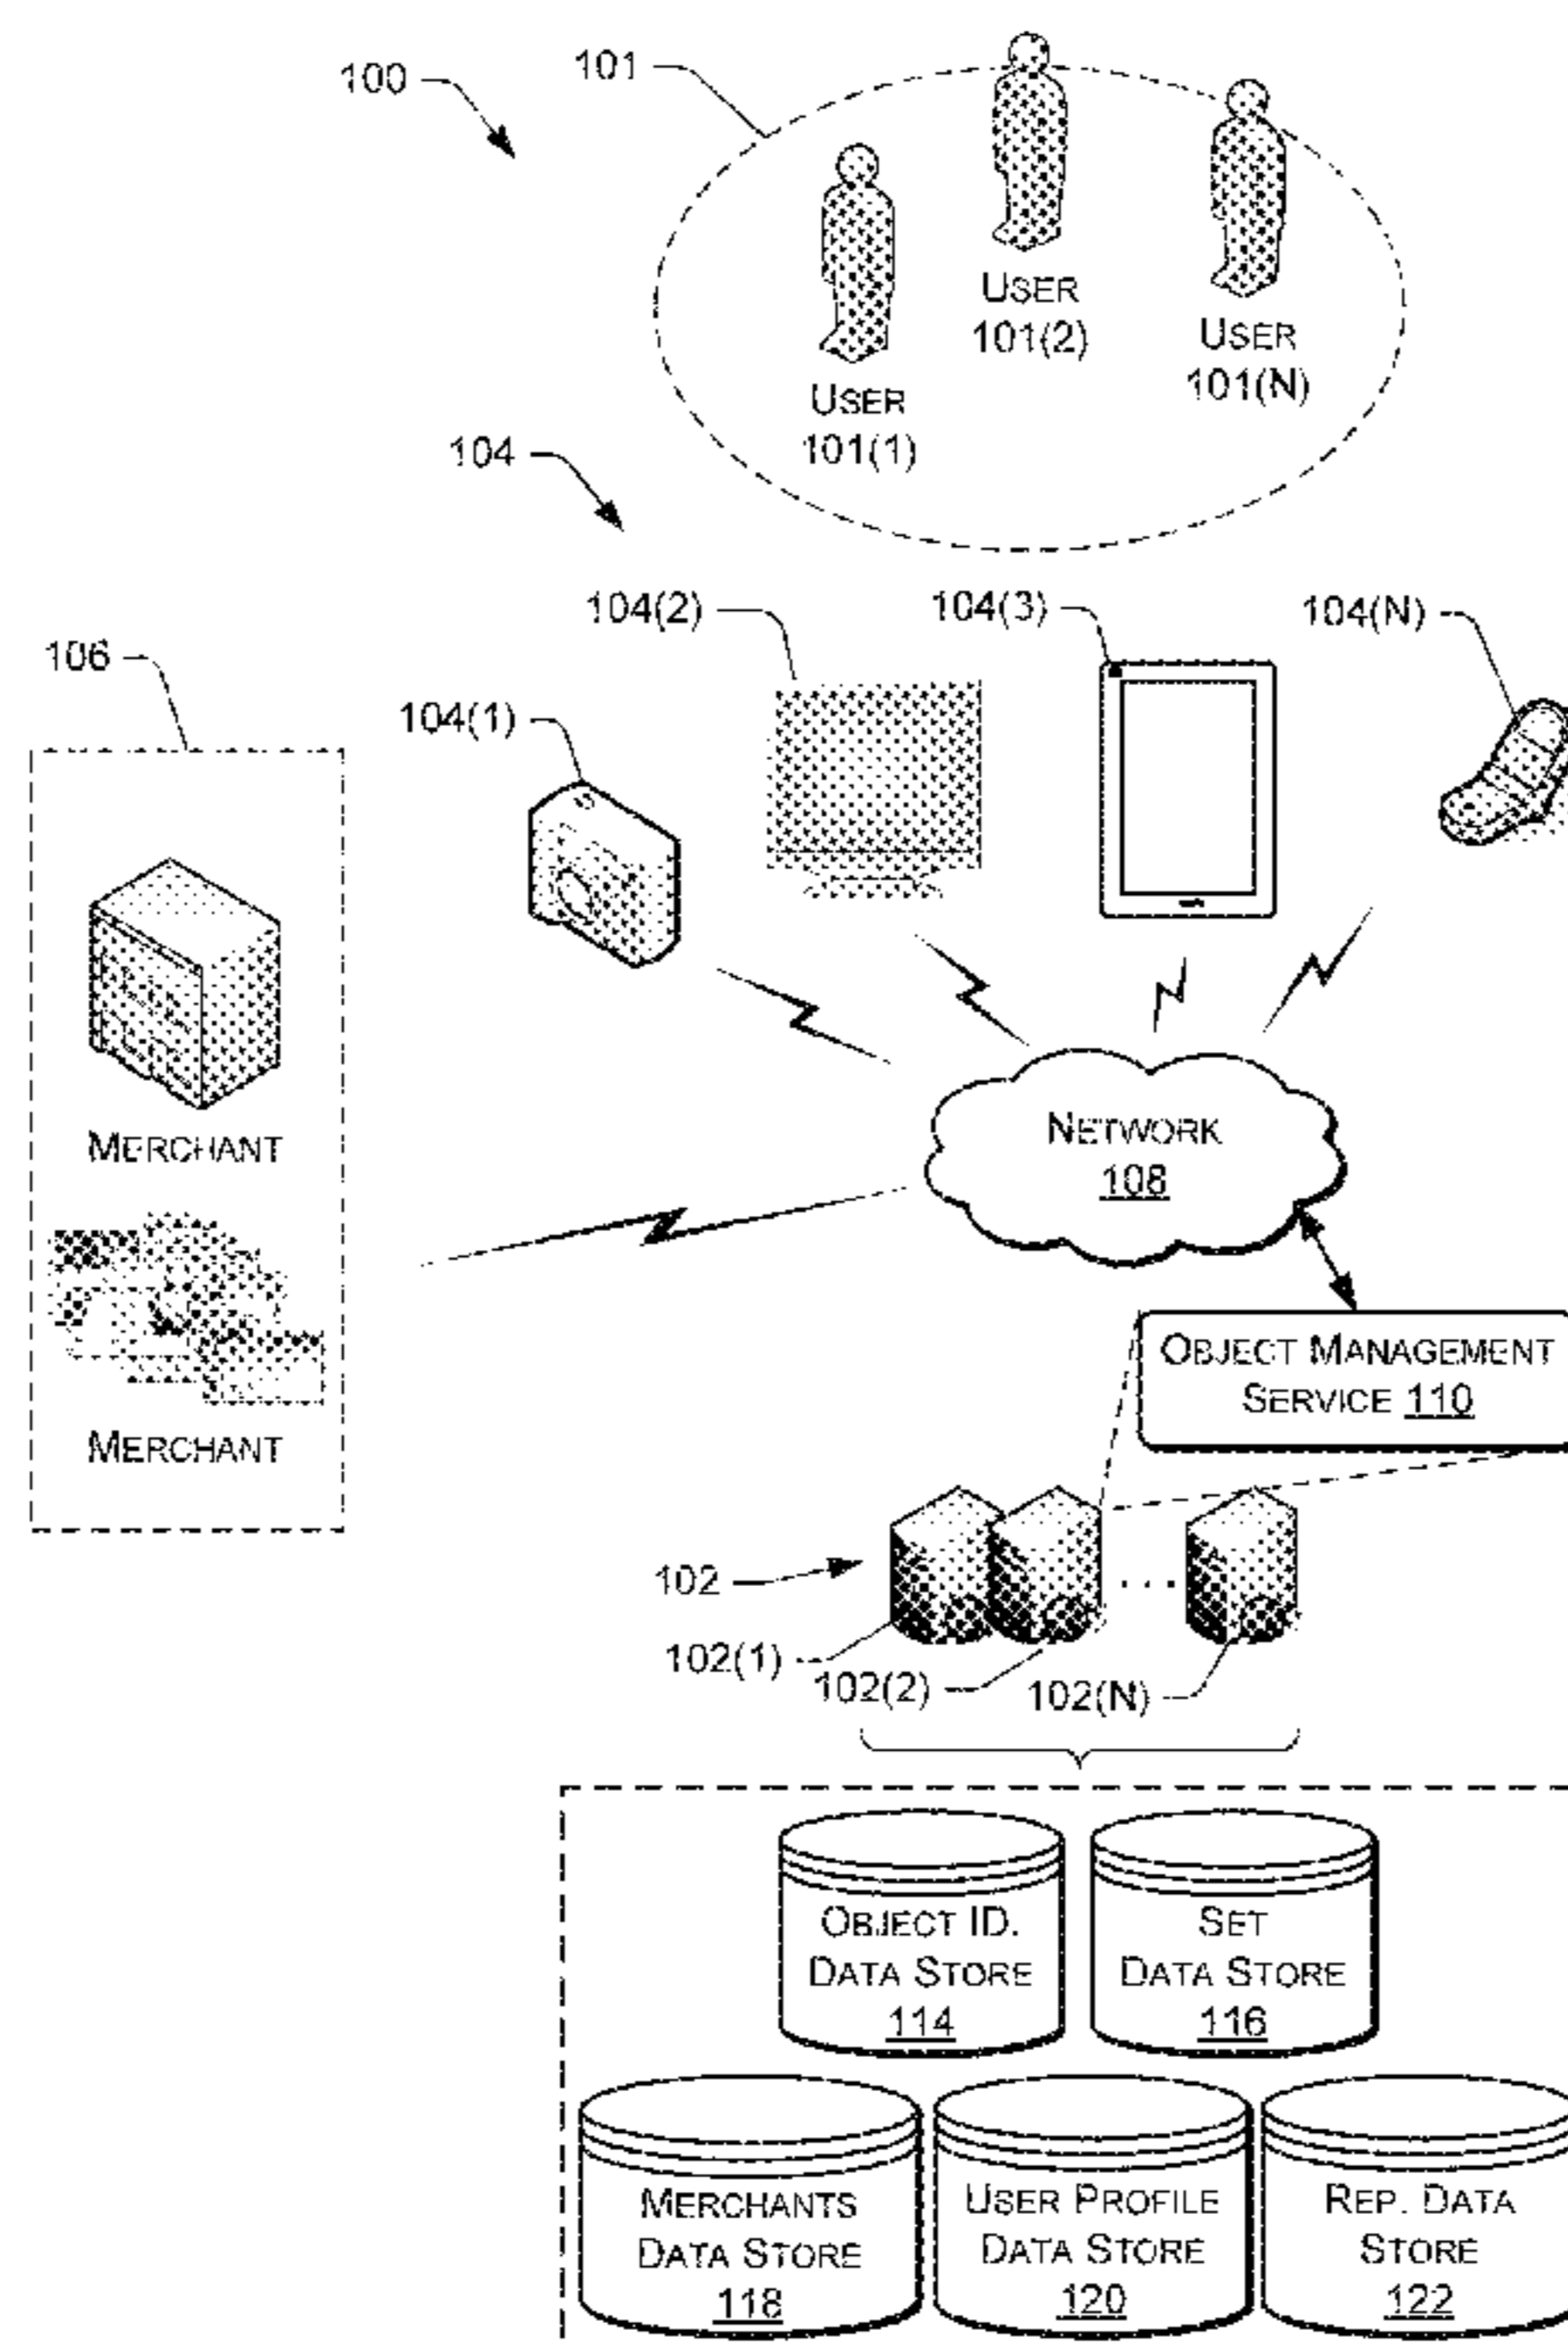 100
101
USER
101(1)
USER
101(2)
USER
101(N)
104
104(1)
104(2)
104(3)
104(N)
106
MERCHANT
MERCHANT
NETWORK
108
OBJECT MANAGEMENT
SERVICE 110
102
102(1)
102(2)
102(N)
OBJECT ID.
DATA STORE
114
SET
DATA STORE
116
MERCHANTS
DATA STORE
118
USER PROFILE
DATA STORE
120
REP. DATA
STORE
122